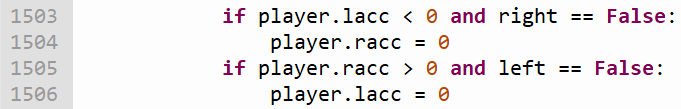 1503 if player.lacc < 0 and right == False:
1504 player.racc = 0
1505 if player.racc > 0 and left == False:
1506 player.lacc = 0